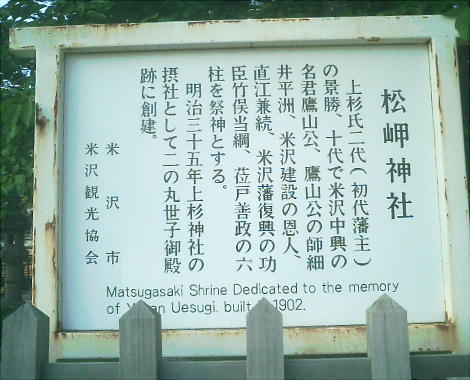 松岬神社
上杉氏二代(初代藩主)
の景勝、十代で米沢中興の
名君鷹山公、鷹山公の師細
井平洲、米沢建設の恩人、
直江兼続、米沢藩復興の功
臣竹俣当綱、莅戸善政の六
柱を祭神とする。
明治三十五年上杉神社の
摂社として二の丸世子御殿
跡に創建。
米沢市
米沢観光協会
Matsugasaki Shrine Dedicated to the memory
of Uesugi. built 1902.